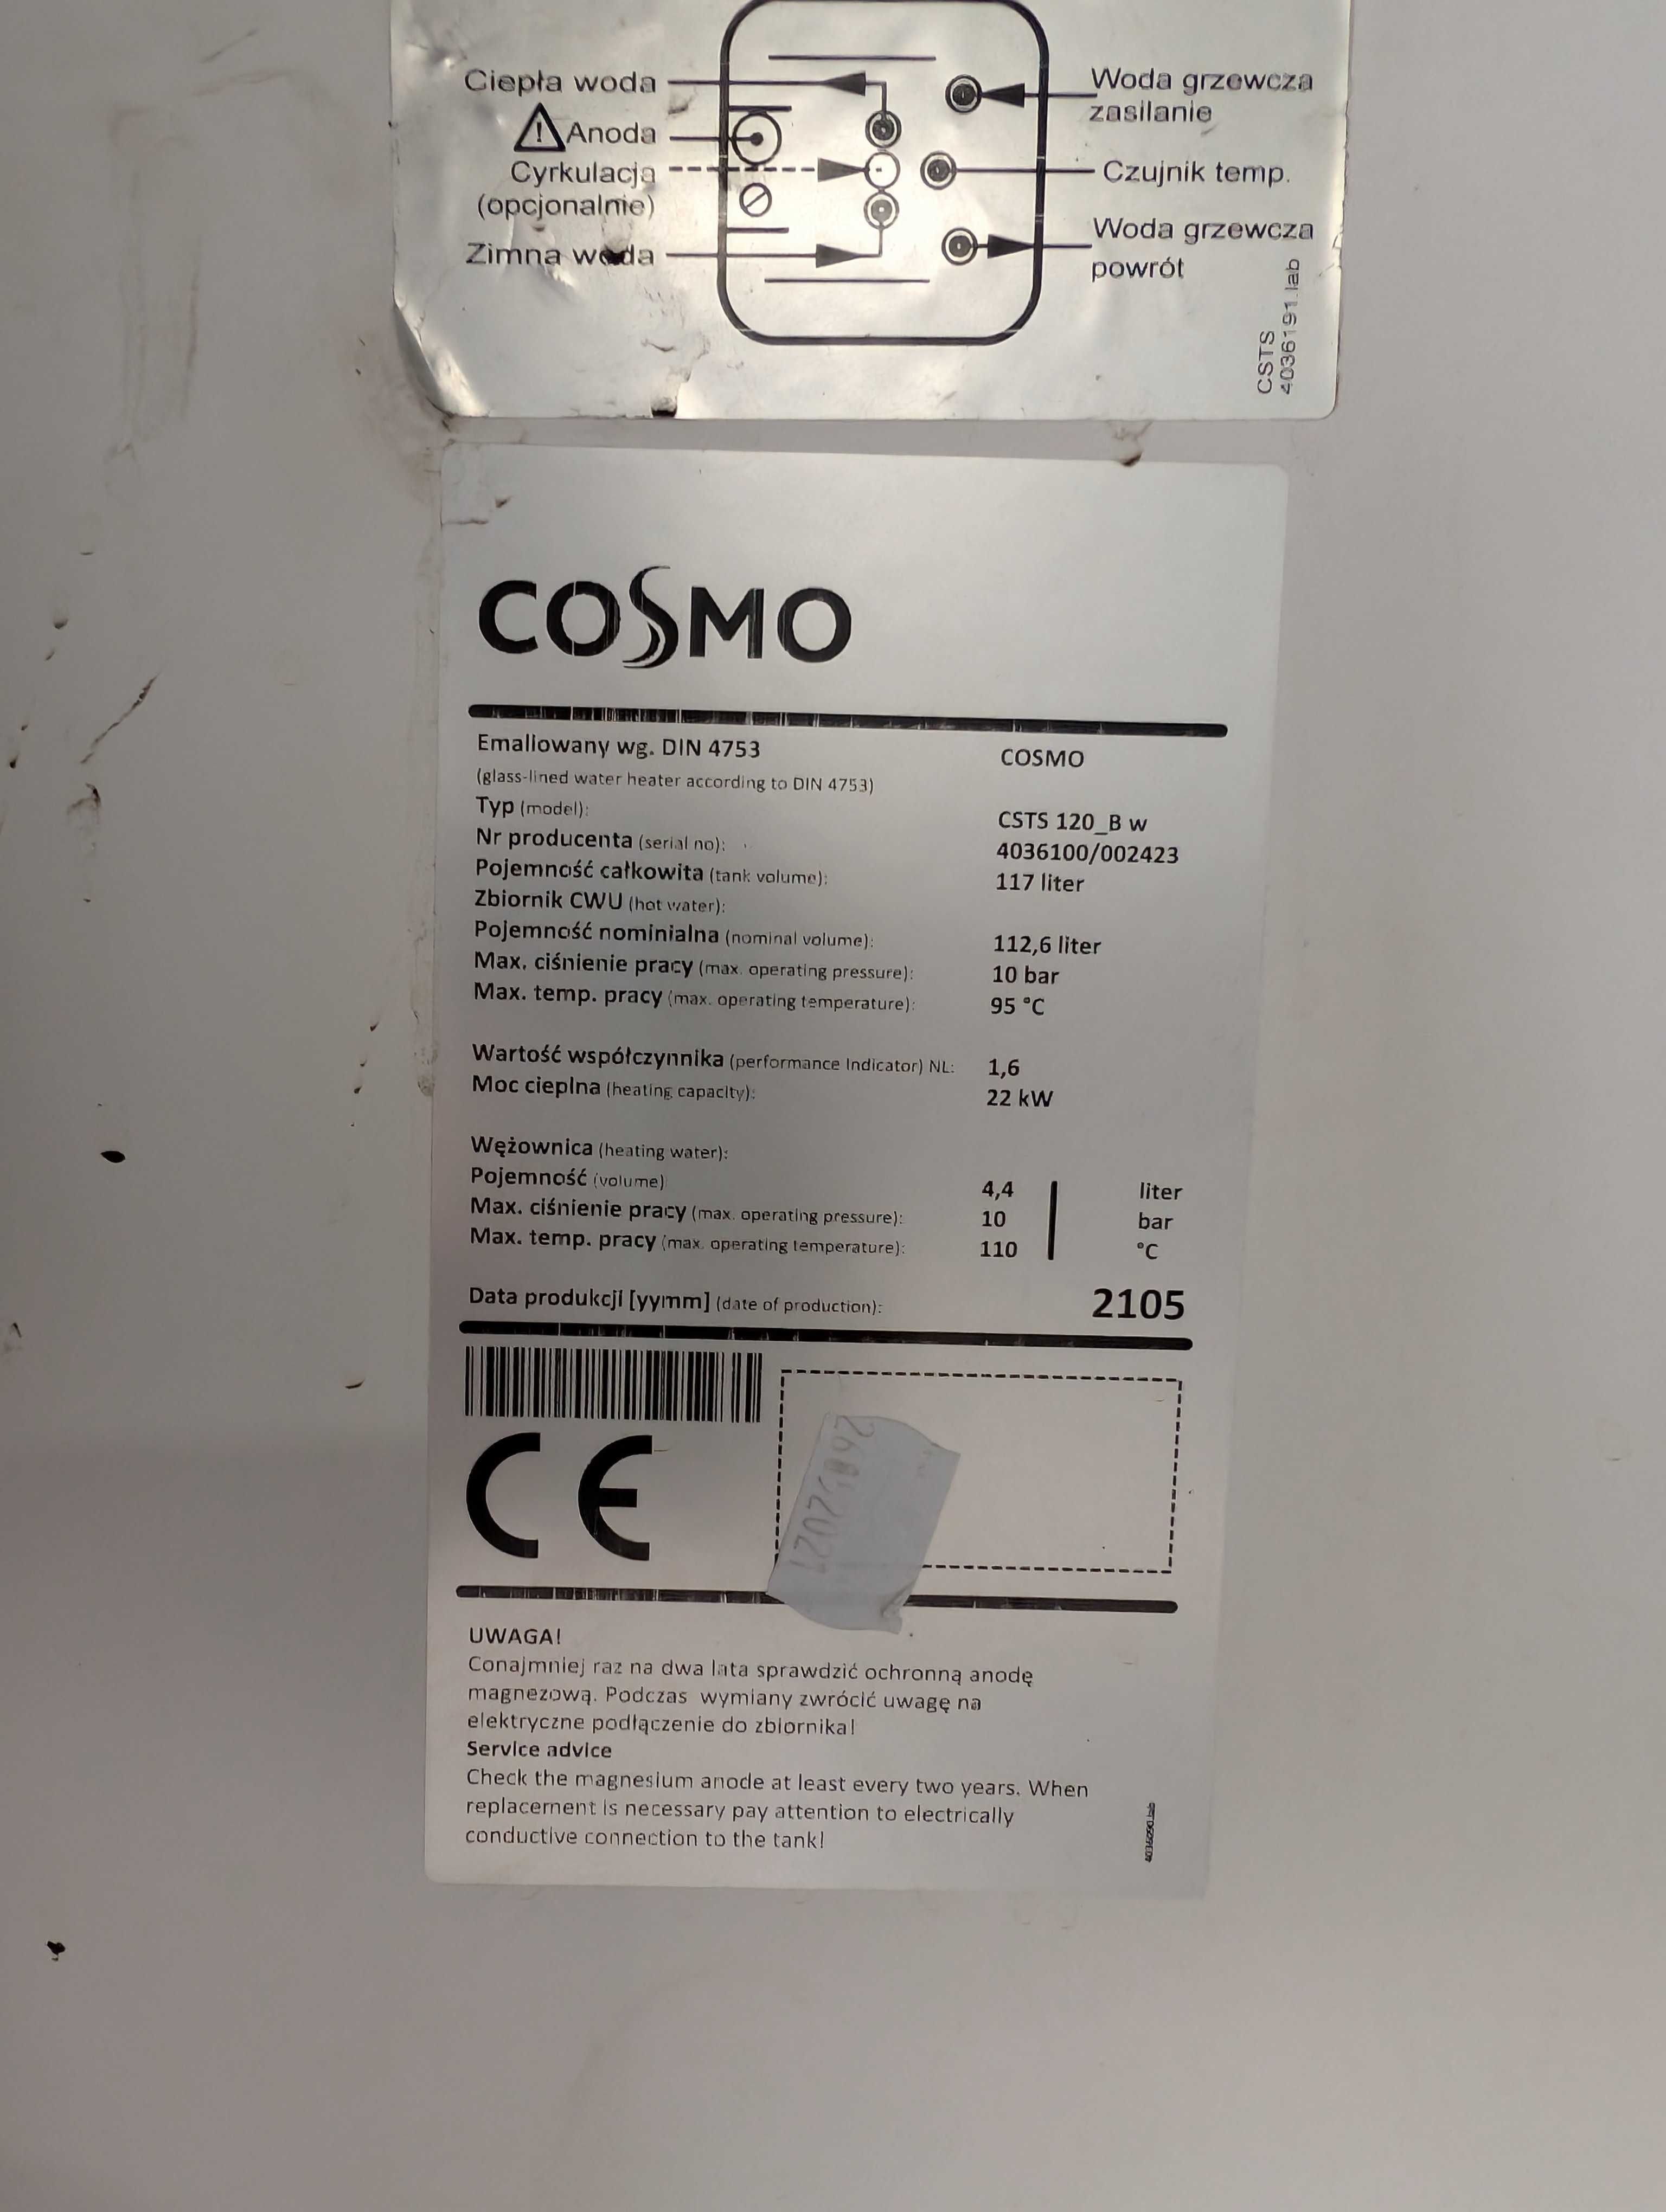 Ciepła woda
Anoda
Cyrkulacja
(opcjonalnie)
Zimna woda
Woda grzewcza
zasilanie
Czujnik temp.
Woda grzewcza
powrót
CSTS
4036191.lab
COSMO
Emaliowany wg. DIN 4753 COSMO
(glass-lined water heater according to DIN 4753)
Typ (model): CSTS 120_B w
Nr producenta (serial no): 4036100/002423
Pojemność całkowita (tank volume): 117 liter
Zbiornik CWU (hot water):
Pojemność nominialna (nominal volume): 112,6 liter
Max. ciśnienie pracy (max. operating pressure): 10 bar
Max. temp. pracy (max. operating temperature): 95 °C
Wartość współczynnika (performance Indicator) NL: 1,6
Moc cieplna (heating capacity): 22 kW
Wężownica (heating water):
Pojemność (volume) 4,4 liter
Max. ciśnienie pracy (max. operating pressure): 10 bar
Max. temp. pracy (max. operating temperature): 110 °C
Data produkcji [yymm] (date of production): 2105
CE
UWAGA!
Conajmniej raz na dwa lata sprawdzić ochronną anodę
magnezową. Podczas wymiany zwrócić uwagę na
elektryczne podłączenie do zbiornika!
Service advice
Check the magnesium anode at least every two years. When
replacement is necessary pay attention to electrically
conductive connection to the tank!